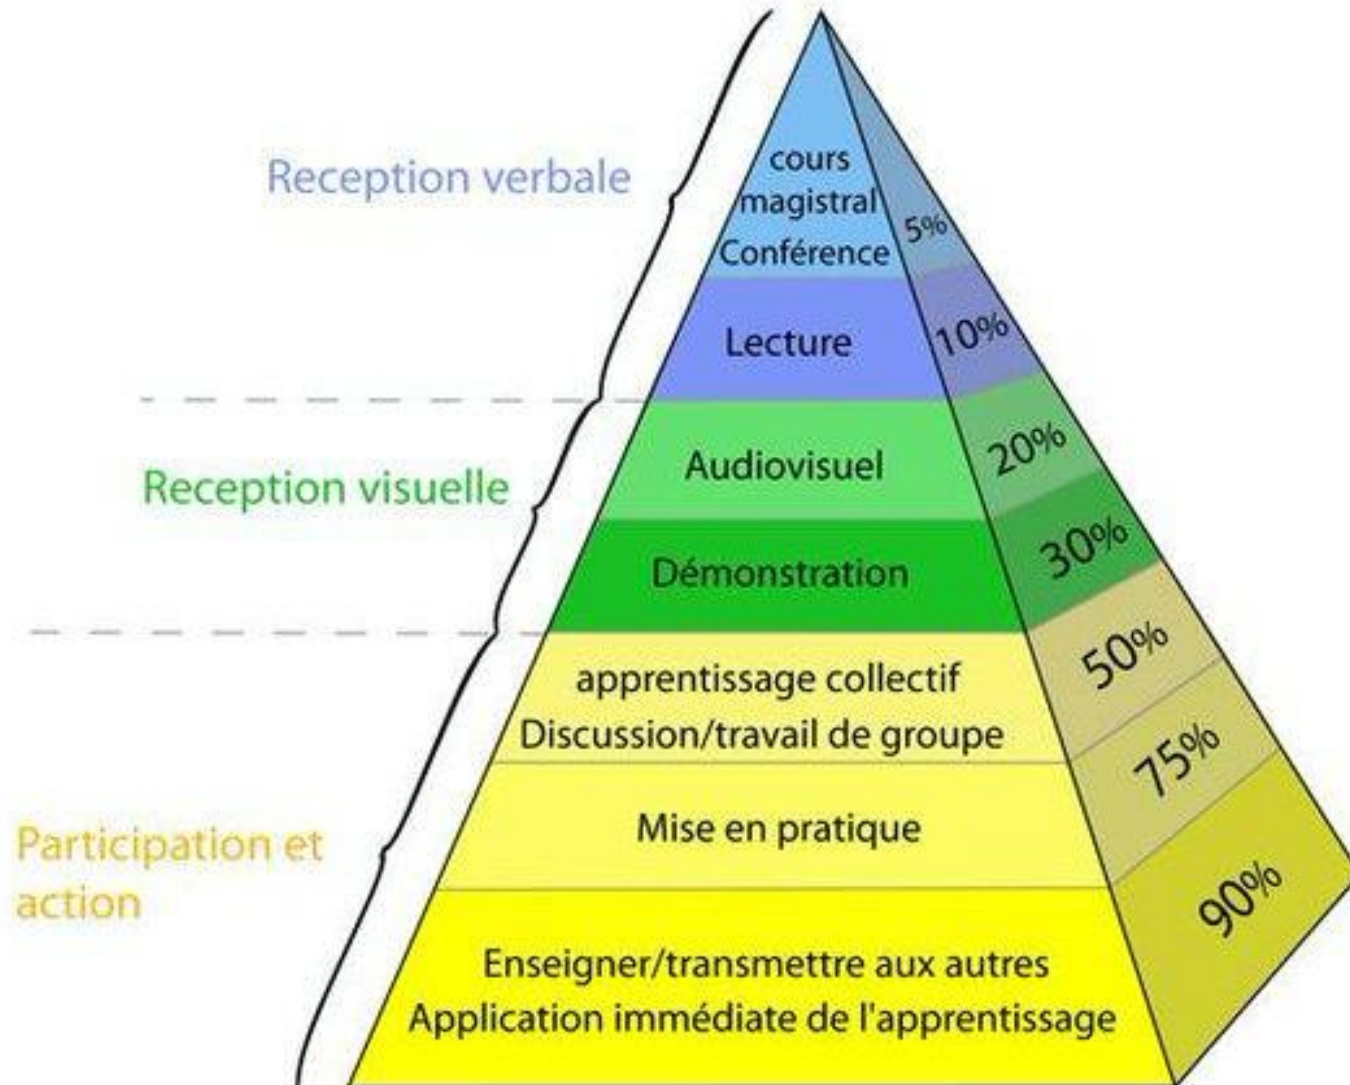 Reception verbale
cours
magistral
Conférence
5%
Lecture
10%
Reception visuelle
Audiovisuel
20%
Démonstration
30%
Participation et
action
apprentissage collectif
Discussion/travail de groupe
50%
Mise en pratique
75%
Enseigner/transmettre aux autres
Application immédiate de l'apprentissage
90%